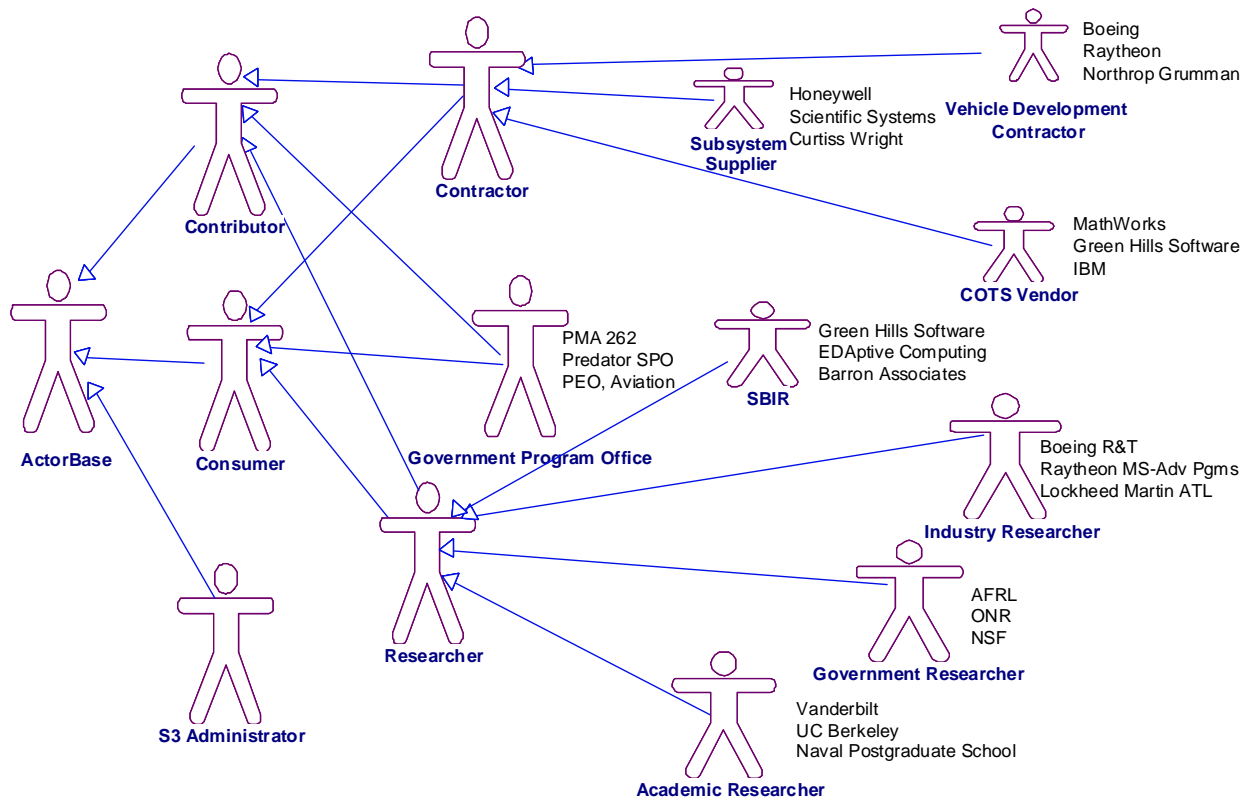 Boeing
Raytheon
Northrop Grumman
Vehicle Development
Contractor
Honeywell
Scientific Systems
Curtiss Wright
Subsystem
Supplier
Contractor
Contributor
MathWorks
Green Hills Software
IBM
COTS Vendor
PMA 262
Predator SPO
PEO, Aviation
Government Program Office
Green Hills Software
EDAptive Computing
Barron Associates
SBIR
ActorBase
Consumer
Boeing R&T
Raytheon MS-Adv Pgms
Lockheed Martin ATL
Industry Researcher
AFRL
ONR
NSF
Government Researcher
Researcher
Vanderbilt
UC Berkeley
Naval Postgraduate School
Academic Researcher
S3 Administrator